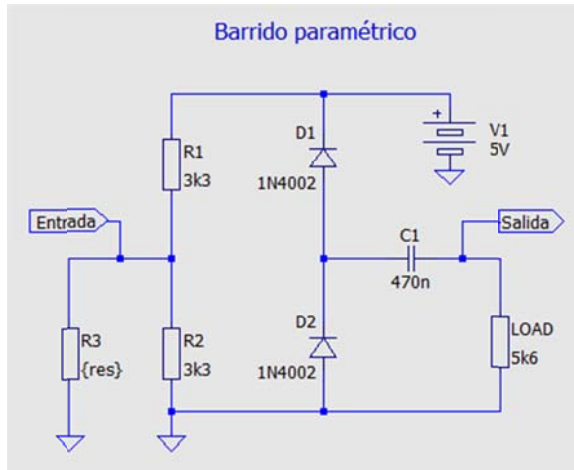 Barrido paramétrico
D1
+
V1
5V
R1
3k3
1N4002
Entrada
C1
Salida
470n
R3
{res}
R2
3k3
D2
1N4002
LOAD
5k6